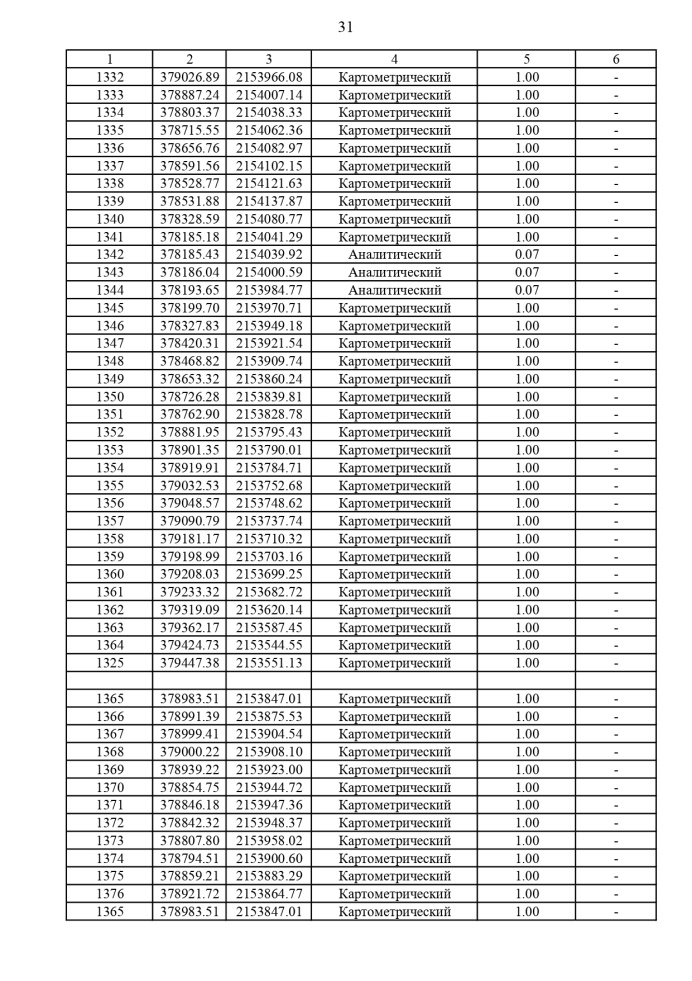 31
1 2 3 4 5 6
1332 379026.89 2153966.08 Картометрический 1.00 -
1333 378887.24 2154007.14 Картометрический 1.00 -
1334 378803.37 2154038.33 Картометрический 1.00 -
1335 378715.55 2154062.36 Картометрический 1.00 -
1336 378656.76 2154082.97 Картометрический 1.00 -
1337 378591.56 2154102.15 Картометрический 1.00 -
1338 378528.77 2154121.63 Картометрический 1.00 -
1339 378531.88 2154137.87 Картометрический 1.00 -
1340 378328.59 2154080.77 Картометрический 1.00 -
1341 378185.18 2154041.29 Картометрический 1.00 -
1342 378185.43 2154039.92 Аналитический 0.07 -
1343 378186.04 2154000.59 Аналитический 0.07 -
1344 378193.65 2153984.77 Аналитический 0.07 -
1345 378199.70 2153970.71 Картометрический 1.00 -
1346 378327.83 2153949.18 Картометрический 1.00 -
1347 378420.31 2153921.54 Картометрический 1.00 -
1348 378468.82 2153909.74 Картометрический 1.00 -
1349 378653.32 2153860.24 Картометрический 1.00 -
1350 378726.28 2153839.81 Картометрический 1.00 -
1351 378762.90 2153828.78 Картометрический 1.00 -
1352 378881.95 2153795.43 Картометрический 1.00 -
1353 378901.35 2153790.01 Картометрический 1.00 -
1354 378919.91 2153784.71 Картометрический 1.00 -
1355 379032.53 2153752.68 Картометрический 1.00 -
1356 379048.57 2153748.62 Картометрический 1.00 -
1357 379090.79 2153737.74 Картометрический 1.00 -
1358 379181.17 2153710.32 Картометрический 1.00 -
1359 379198.99 2153703.16 Картометрический 1.00 -
1360 379208.03 2153699.25 Картометрический 1.00 -
1361 379233.32 2153682.72 Картометрический 1.00 -
1362 379319.09 2153620.14 Картометрический 1.00 -
1363 379362.17 2153587.45 Картометрический 1.00 -
1364 379424.73 2153544.55 Картометрический 1.00 -
1325 379447.38 2153551.13 Картометрический 1.00 -
1365 378983.51 2153847.01 Картометрический 1.00 -
1366 378991.39 2153875.53 Картометрический 1.00 -
1367 378999.41 2153904.54 Картометрический 1.00 -
1368 379000.22 2153908.10 Картометрический 1.00 -
1369 378939.22 2153923.00 Картометрический 1.00 -
1370 378854.75 2153944.72 Картометрический 1.00 -
1371 378846.18 2153947.36 Картометрический 1.00 -
1372 378842.32 2153948.37 Картометрический 1.00 -
1373 378807.80 2153958.02 Картометрический 1.00 -
1374 378794.51 2153900.60 Картометрический 1.00 -
1375 378859.21 2153883.29 Картометрический 1.00 -
1376 378921.72 2153864.77 Картометрический 1.00 -
1365 378983.51 2153847.01 Картометрический 1.00 -